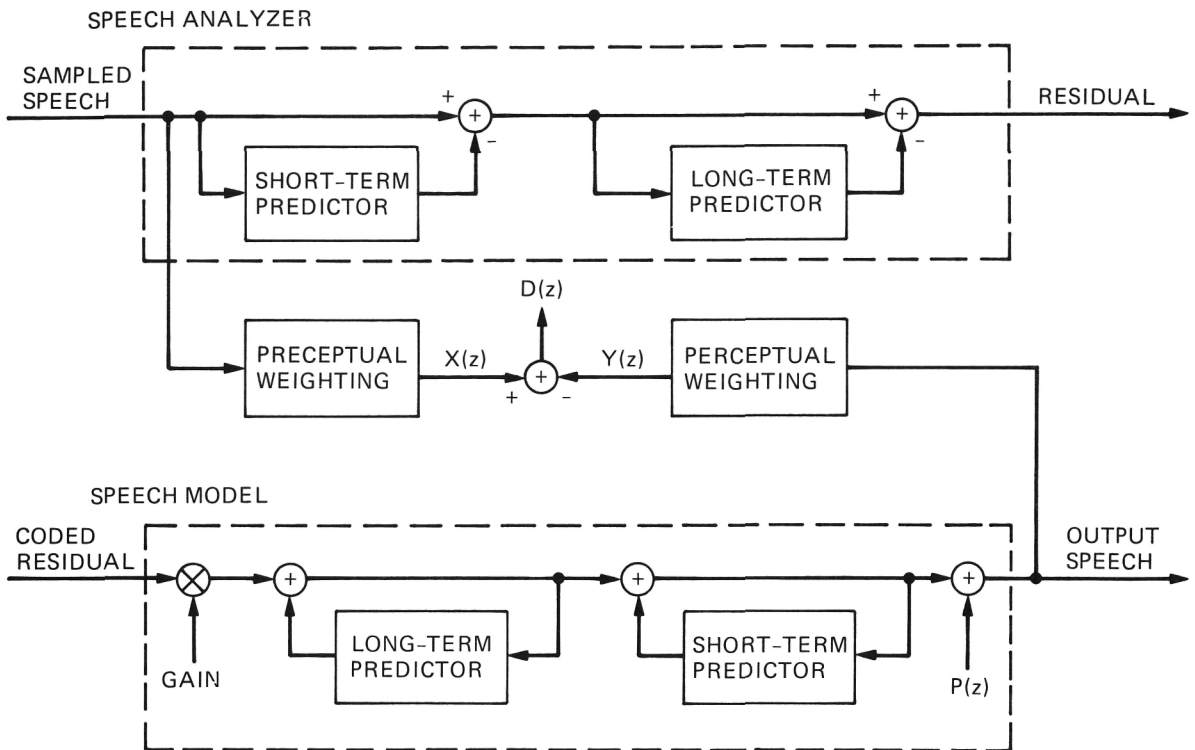 SPEECH ANALYZER
SAMPLED
SPEECH
+
+
-
SHORT-TERM
PREDICTOR
+
+
-
LONG-TERM
PREDICTOR
RESIDUAL
D(z)
PRECEPTUAL
WEIGHTING
X(z)
+
+
-
Y(z)
PERCEPTUAL
WEIGHTING
SPEECH MODEL
CODED
RESIDUAL
GAIN
+
LONG-TERM
PREDICTOR
+
SHORT-TERM
PREDICTOR
+
P(z)
OUTPUT
SPEECH